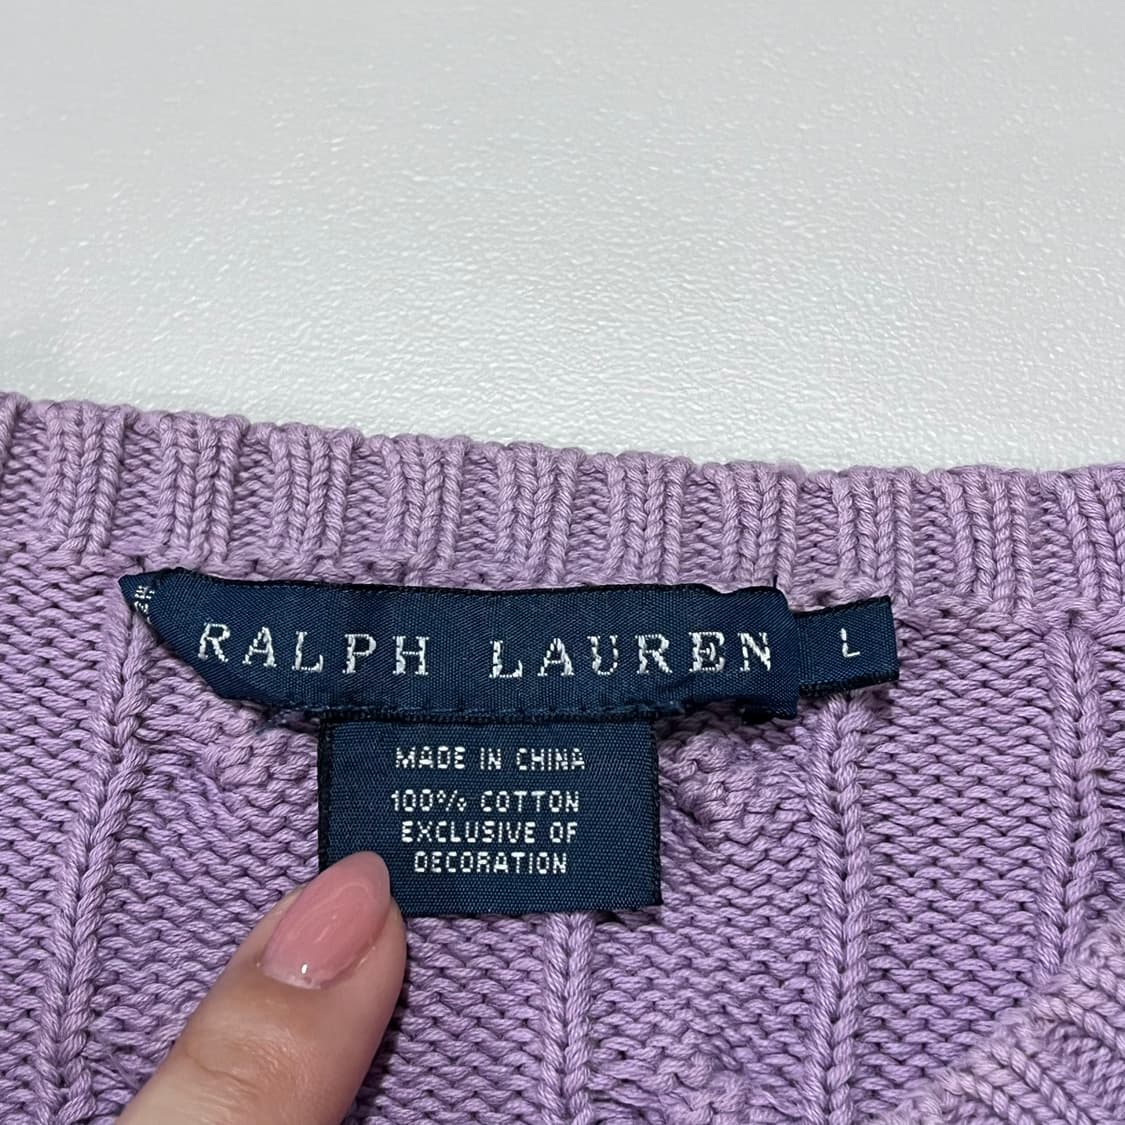 RALPH LAUREN
L
MADE IN CHINA
100% COTTON
EXCLUSIVE OF
DECORATION